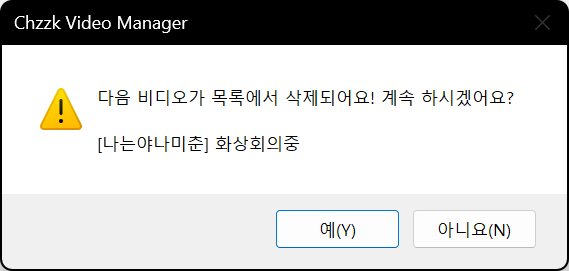 Chzzk Video Manager
다음 비디오가 목록에서 삭제되어요! 계속 하시겠어요?
[나는야나미춘] 화상회의중
예(Y)
아니요(N)